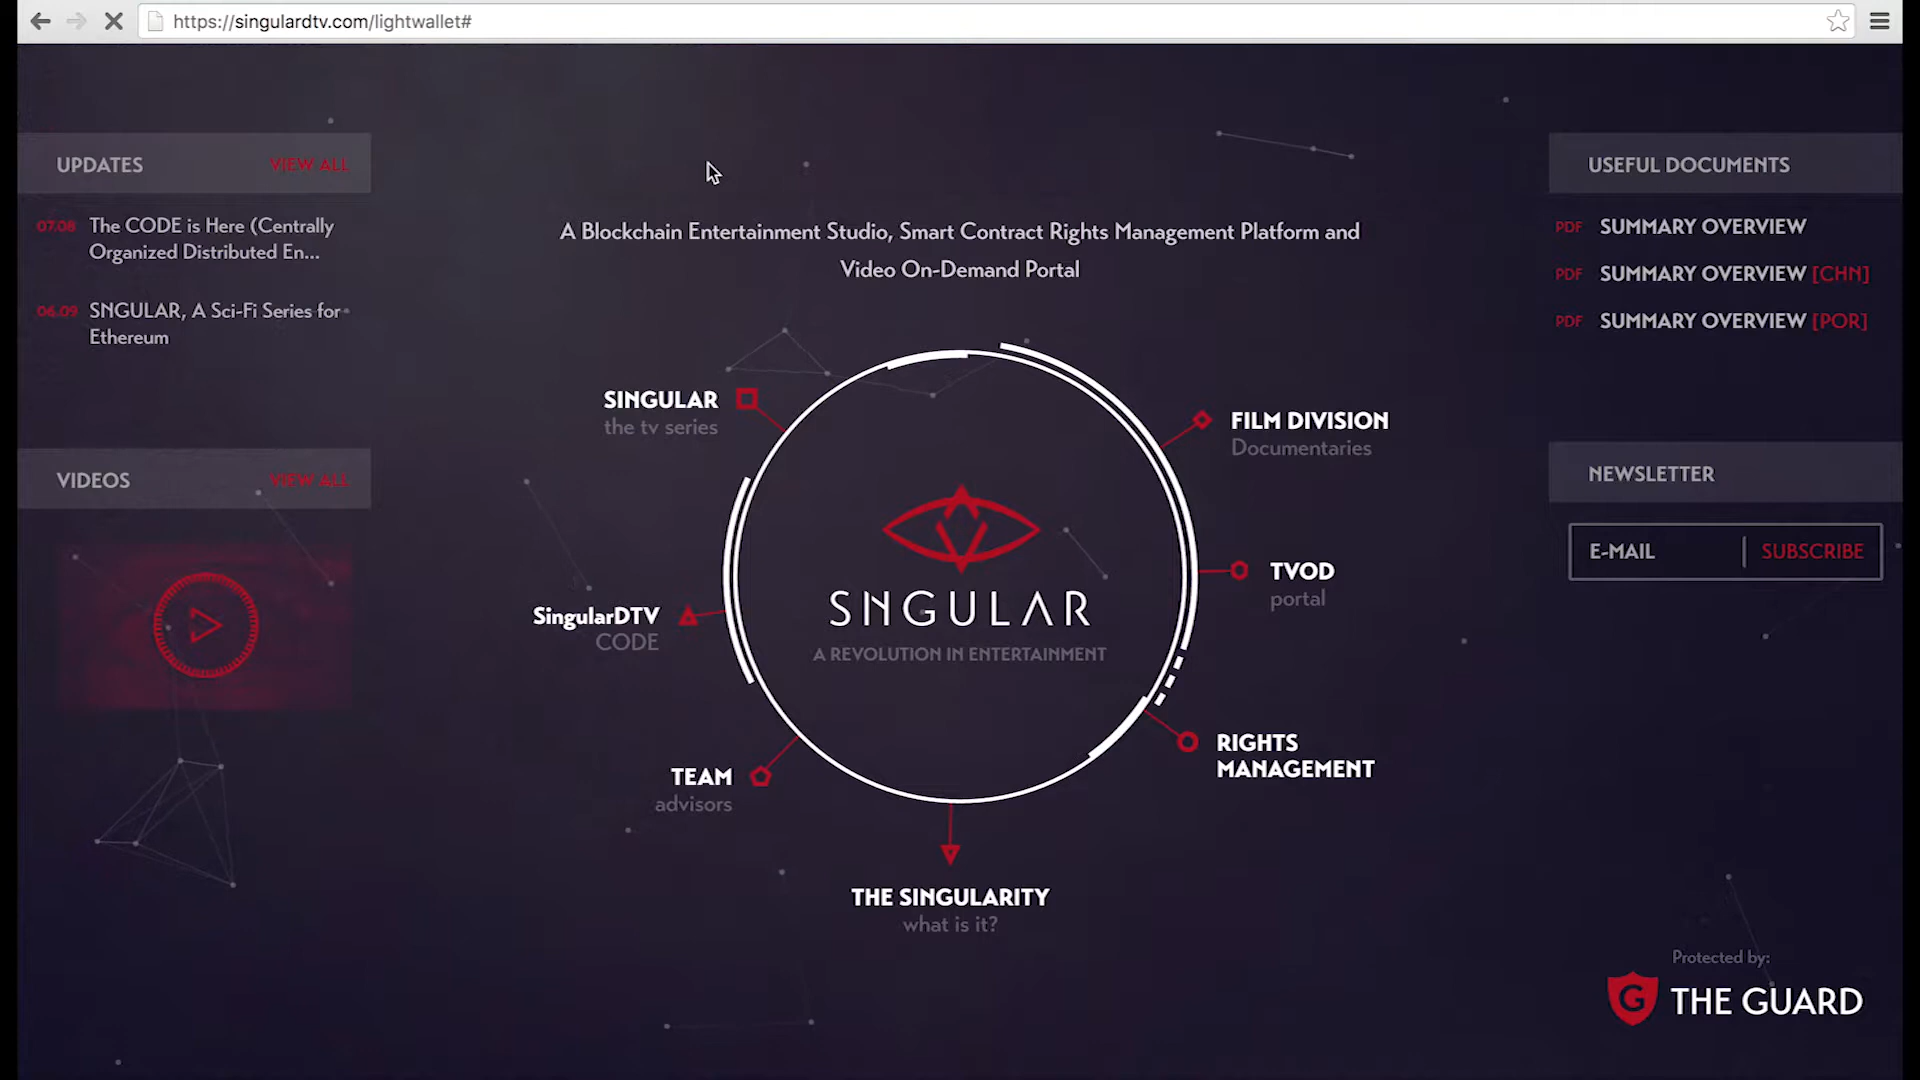 https://singulardtv.com/lightwallet#
UPDATES VIEW ALL
07.08 The CODE is Here (Centrally
Organized Distributed En...
06.09 SNGULAR, A Sci-Fi Series for
Ethereum
VIDEOS VIEW ALL
A Blockchain Entertainment Studio, Smart Contract Rights Management Platform and
Video On-Demand Portal
SINGULAR
the tv series
FILM DIVISION
Documentaries
SNGULAR
A REVOLUTION IN ENTERTAINMENT
TVOD
portal
SingularDTV
CODE
RIGHTS
MANAGEMENT
TEAM
advisors
THE SINGULARITY
what is it?
USEFUL DOCUMENTS
PDF SUMMARY OVERVIEW
PDF SUMMARY OVERVIEW [CHN]
PDF SUMMARY OVERVIEW [POR]
NEWSLETTER
E-MAIL SUBSCRIBE
Protected by:
G THE GUARD